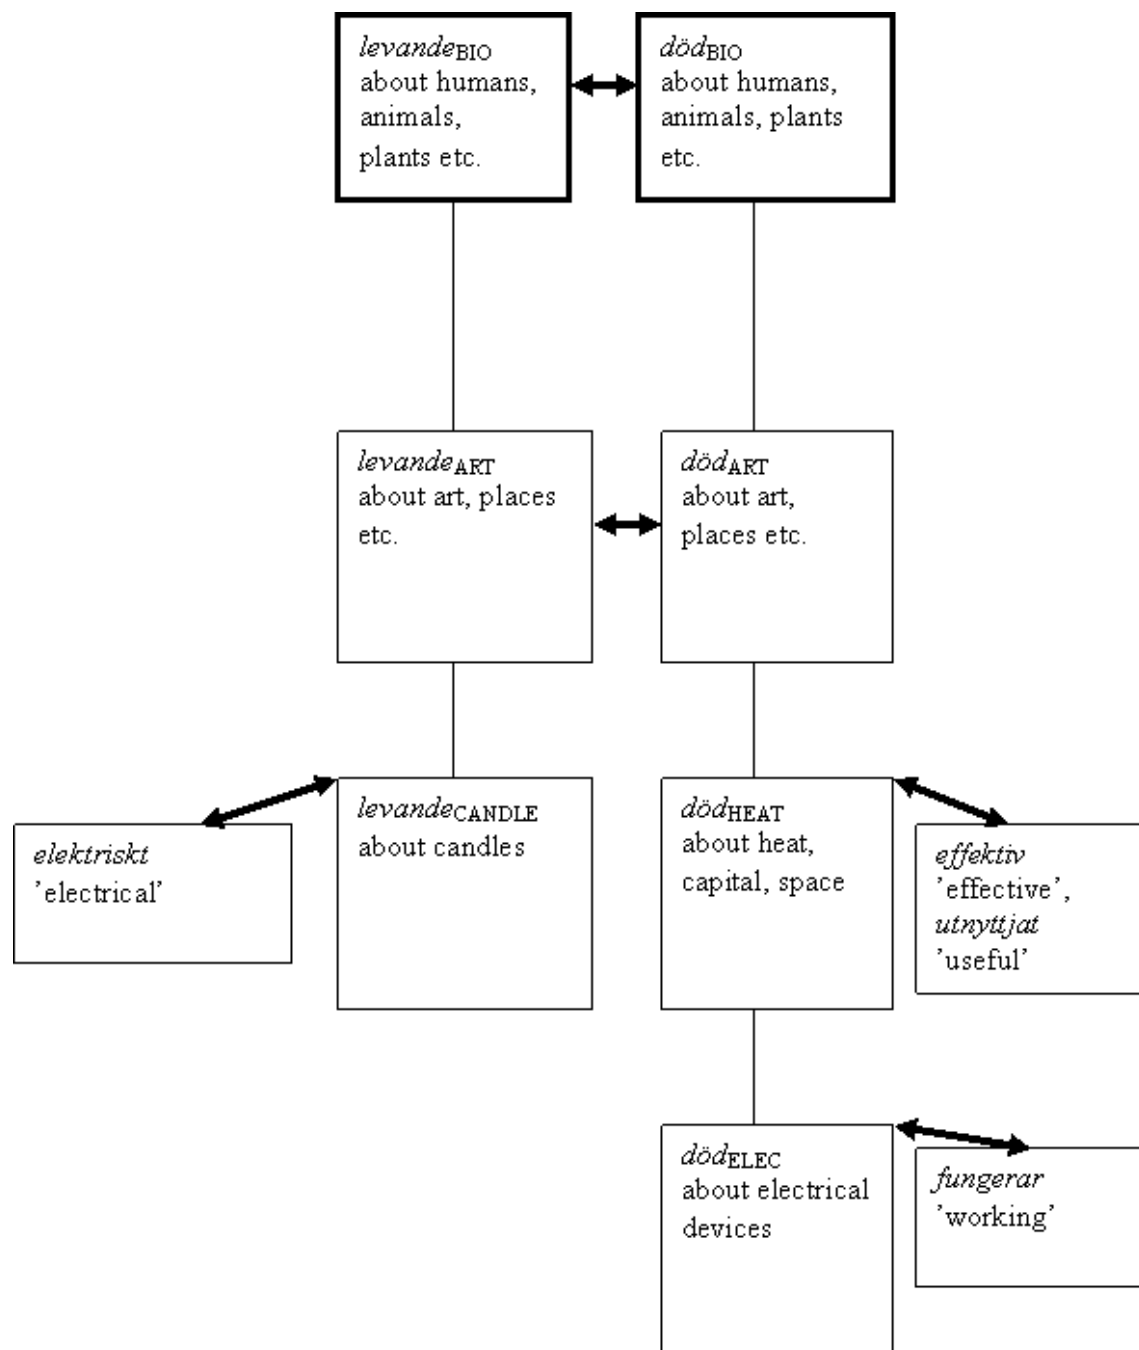 levandeBIO
about humans,
animals,
plants etc.
dödBIO
about humans,
animals, plants
etc.
levandeART
about art, places
etc.
dödART
about art,
places etc.
elektriskt
’electrical’
levandeCANDLE
about candles
dödHEAT
about heat,
capital, space
effektiv
’effective’,
utnyttjat
’useful’
dödELEC
about electrical
devices
fungerar
’working’